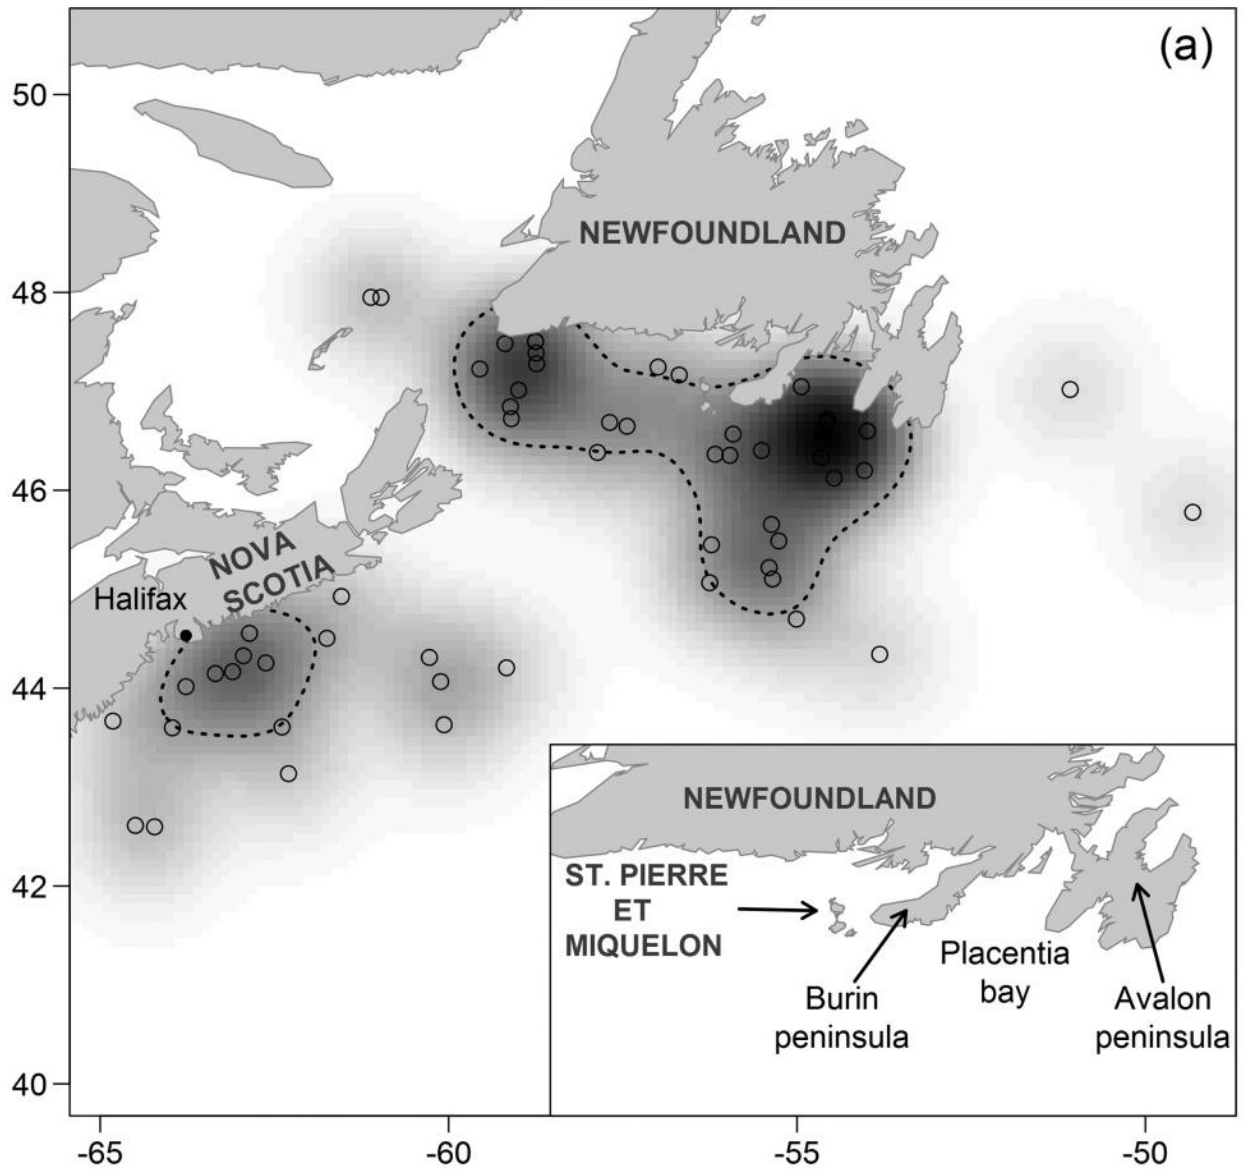 (a)
50
48
46
44
42
40
NEWFOUNDLAND
NOVA
SCOTIA
Halifax
NEWFOUNDLAND
ST. PIERRE
ET
MIQUELON
Placentia
bay
Burin
peninsula
Avalon
peninsula
-65
-60
-55
-50